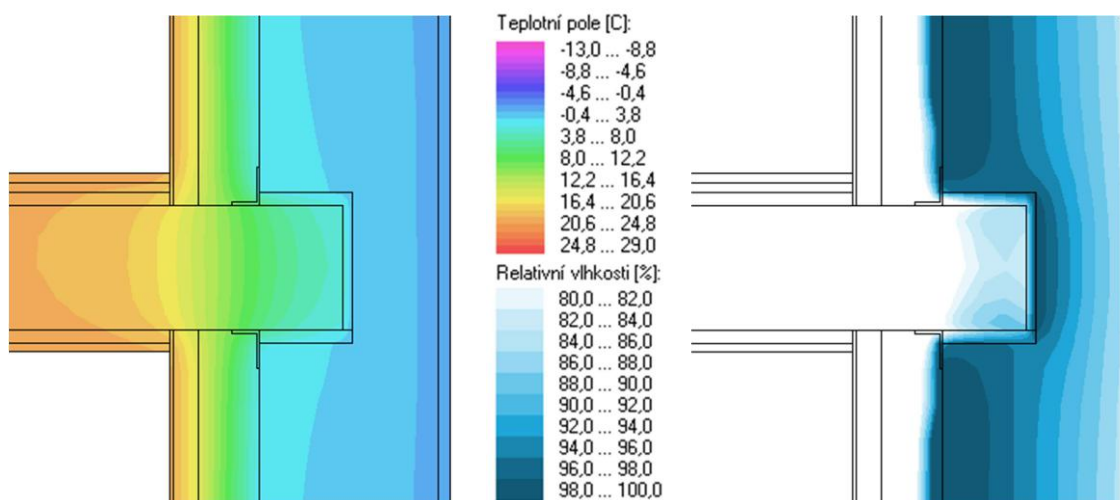 Teplotní pole [C]:
-13,0 ... -8,8
-8,8 ... -4,6
-4,6 ... -0,4
-0,4 ... 3,8
3,8 ... 8,0
8,0 ... 12,2
12,2 ... 16,4
16,4 ... 20,6
20,6 ... 24,8
24,8 ... 29,0
Relativní vlhkosti [%]:
80,0 ... 82,0
82,0 ... 84,0
84,0 ... 86,0
86,0 ... 88,0
88,0 ... 90,0
90,0 ... 92,0
92,0 ... 94,0
94,0 ... 96,0
96,0 ... 98,0
98,0 ... 100,0